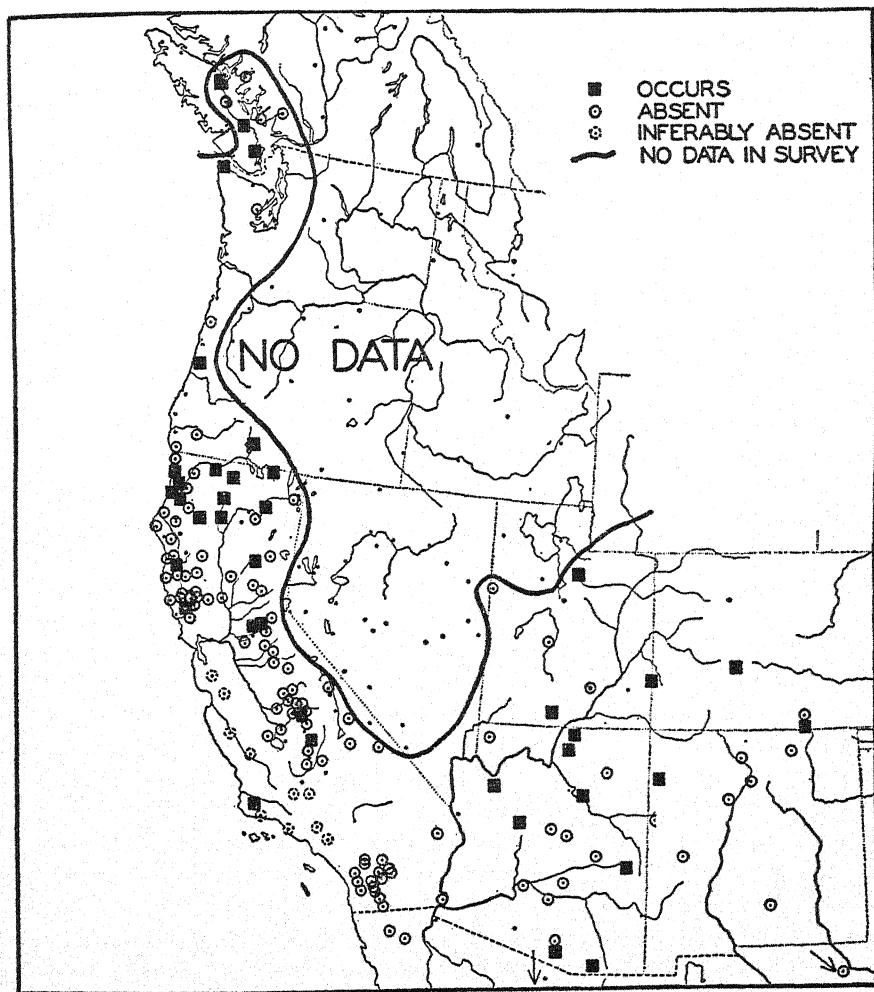 OCCURS
ABSENT
INFERABLY ABSENT
NO DATA IN SURVEY
NO DATA